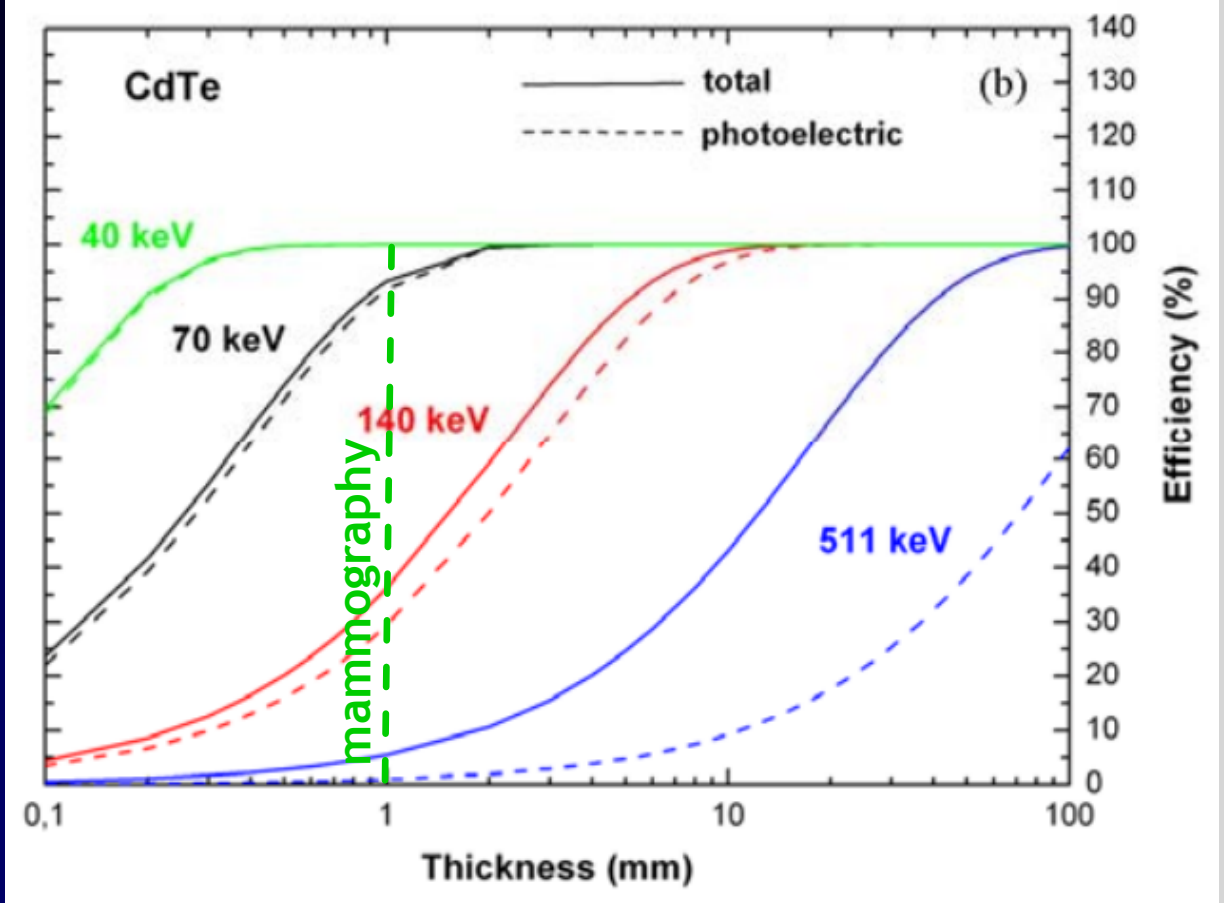 CdTe
total
(b)
photoelectric
40 keV
70 keV
140 keV
511 keV
mammography
140
130
120
110
100
90
80
70
60
50
40
30
20
10
0
Efficiency (%)
0,1
1
10
100
Thickness (mm)